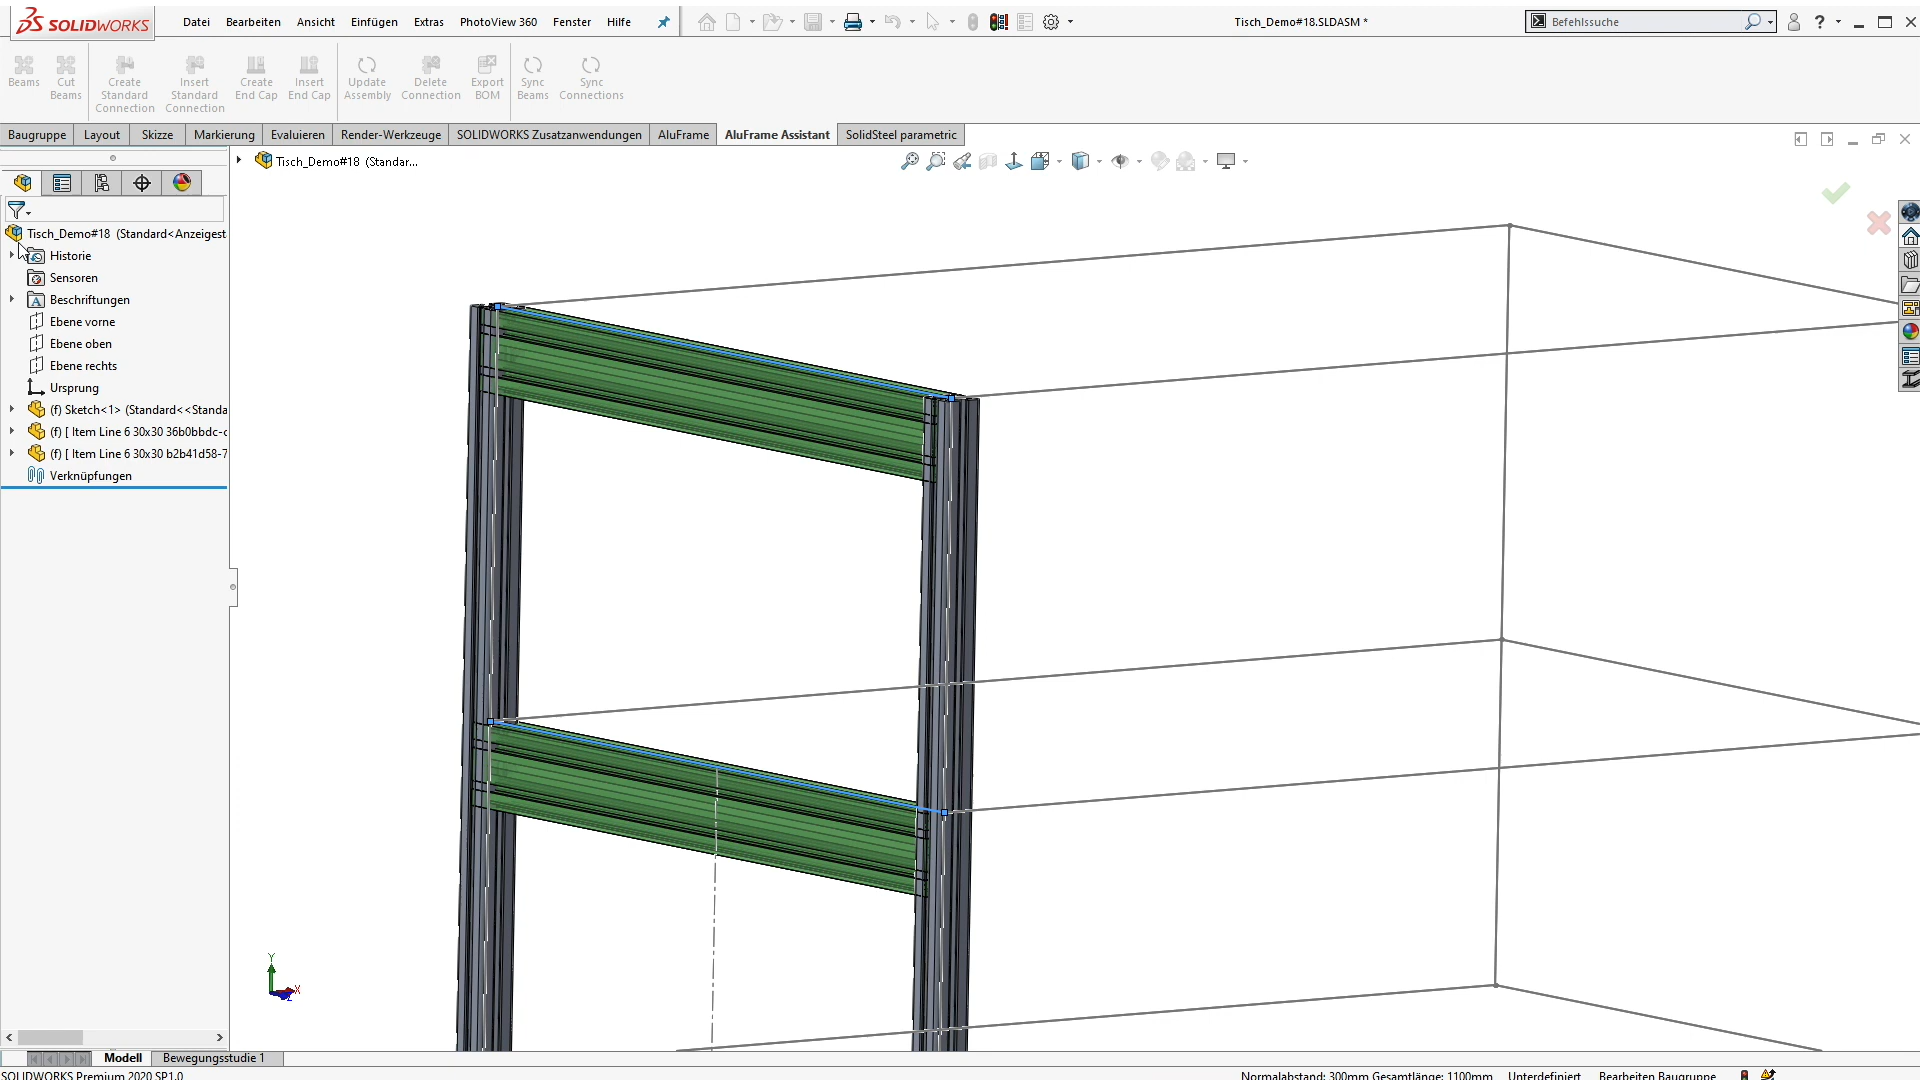 SOLIDWORKS Datei Bearbeiten Ansicht Einfügen Extras PhotoView 360 Fenster Hilfe Tisch_Demo#18.SLDASM * Befehlssuche ?
Beams Cut Beams Create Standard Connection Insert Standard Connection Create End Cap Insert End Cap Update Assembly Delete Connection Export BOM Sync Beams Sync Connections
Baugruppe Layout Skizze Markierung Evaluieren Render-Werkzeuge SOLIDWORKS Zusatzanwendungen AluFrame AluFrame Assistant SolidSteel parametric
Tisch_Demo#18 (Standar...
Tisch_Demo#18 (Standard<Anzeigest
Historie
Sensoren
Beschriftungen
Ebene vorne
Ebene oben
Ebene rechts
Ursprung
(f) Sketch<1> (Standard<<Standa
(f) [ Item Line 6 30x30 36b0bbdc-c
(f) [ Item Line 6 30x30 b2b41d58-7
Verknüpfungen
Y
X
Z
Modell Bewegungsstudie 1
SOLIDWORKS Premium 2020 SP1.0 Normalabstand: 300mm Gesamtlänge: 1100mm Unterdefiniert Bearbeiten Baugruppe